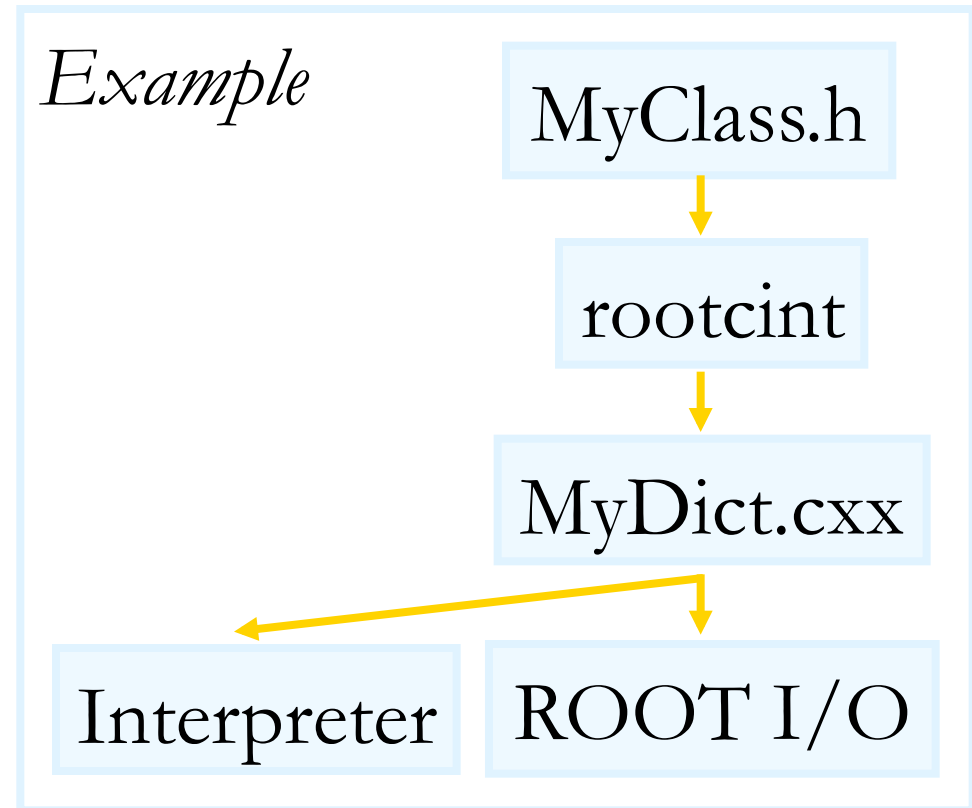 Example
MyClass.h
rootcint
MyDict.cxx
Interpreter
ROOT I/O